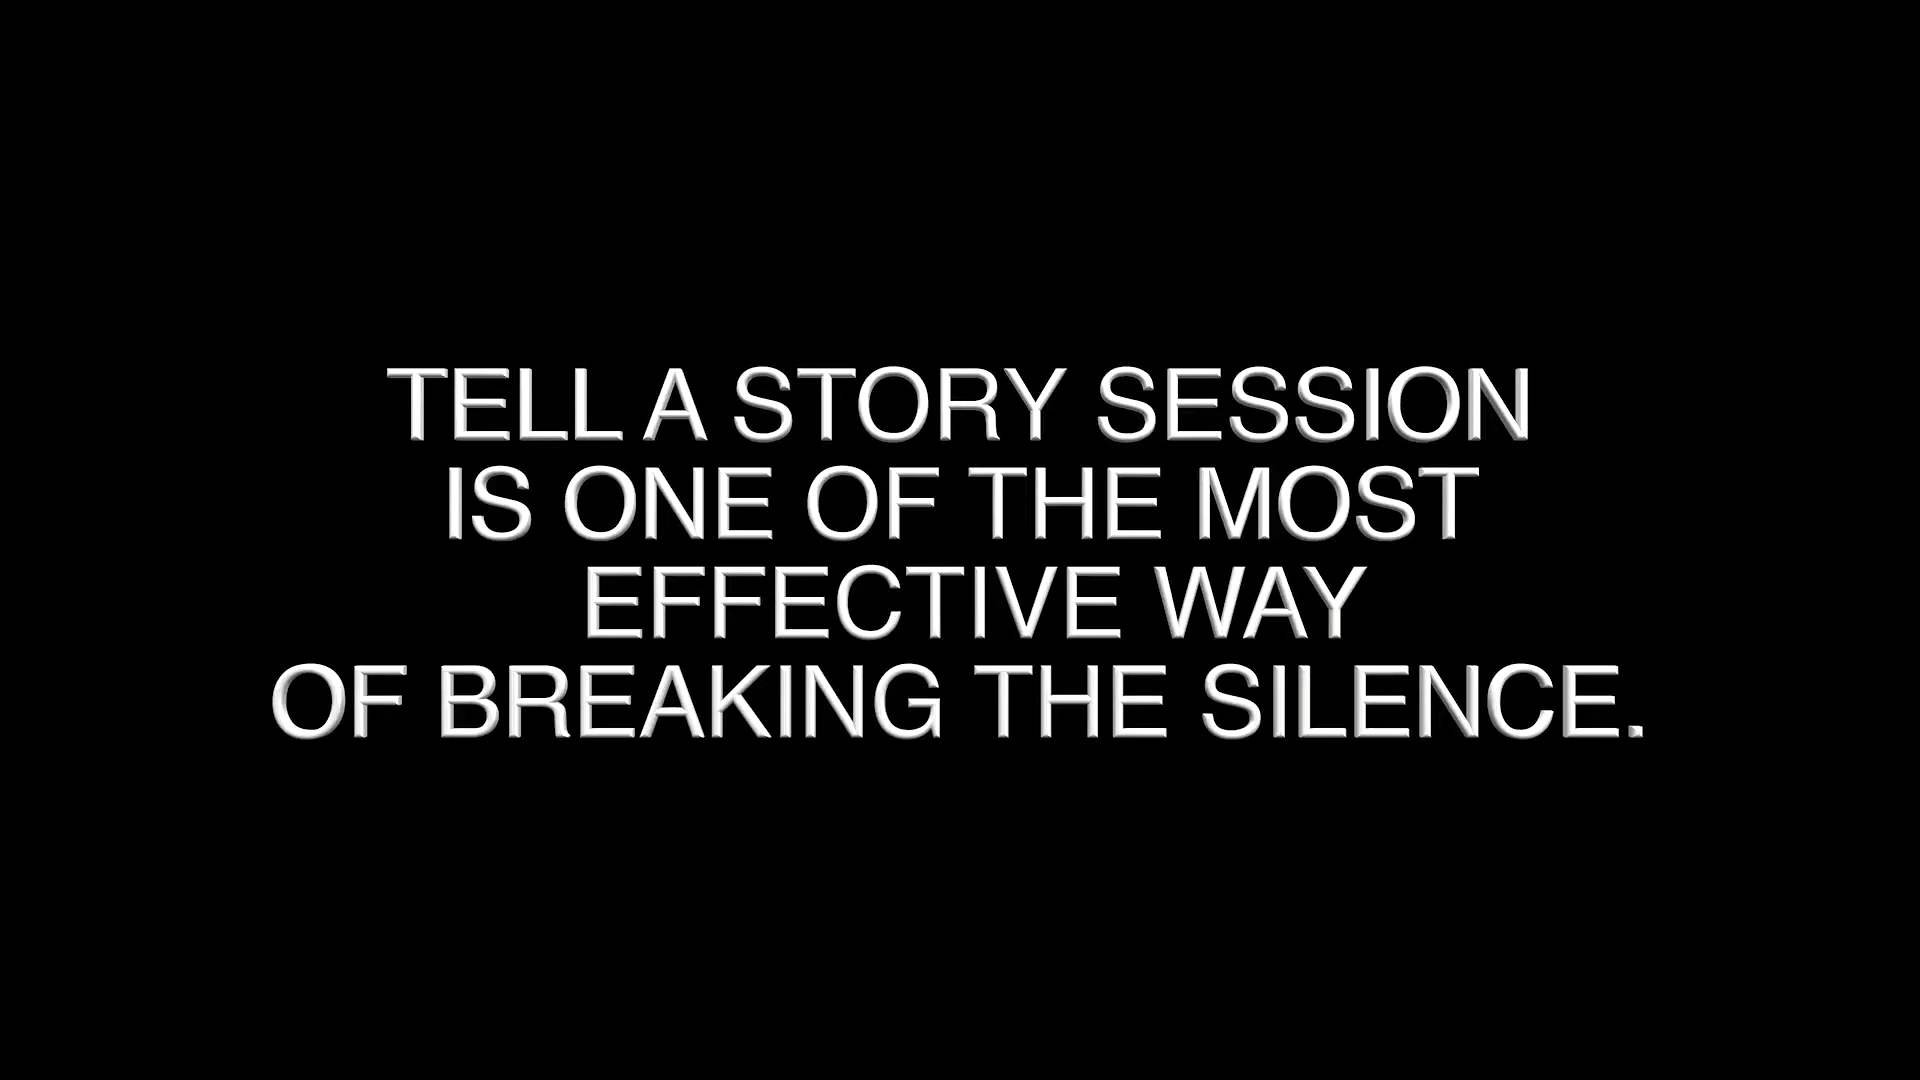 TELL A STORY SESSION
IS ONE OF THE MOST
EFFECTIVE WAY
OF BREAKING THE SILENCE.